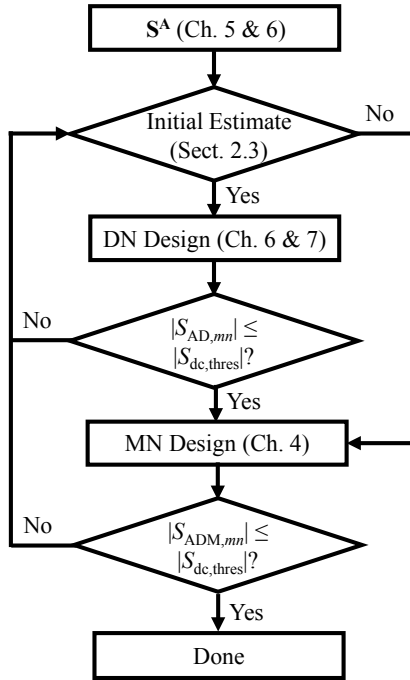 S^A (Ch. 5 & 6)
Initial Estimate
(Sect. 2.3)
No
Yes
DN Design (Ch. 6 & 7)
No
|S_AD,mn| ≤
|S_dc,thres|?
Yes
MN Design (Ch. 4)
No
|S_ADM,mn| ≤
|S_dc,thres|?
Yes
Done